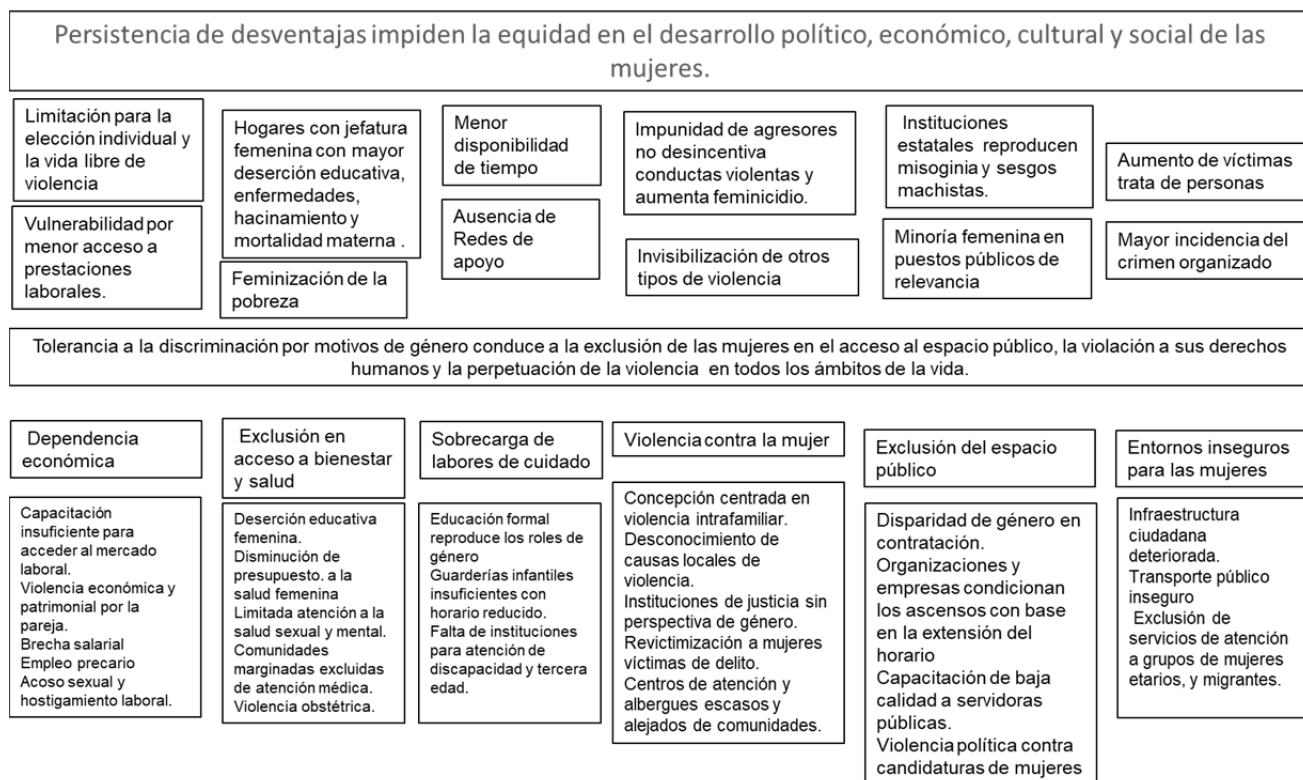 Persistencia de desventajas impiden la equidad en el desarrollo político, económico, cultural y social de las
mujeres.
Limitación para la
elección individual y
la vida libre de
violencia
Vulnerabilidad por
menor acceso a
prestaciones
laborales.
Hogares con jefatura
femenina con mayor
deserción educativa,
enfermedades,
hacinamiento y
mortalidad materna .
Feminización de la
pobreza
Menor
disponibilidad
de tiempo
Ausencia de
Redes de
apoyo
Impunidad de agresores
no desincentiva
conductas violentas y
aumenta feminicidio.
Invisibilización de otros
tipos de violencia
Instituciones
estatales reproducen
misoginia y sesgos
machistas.
Minoría femenina en
puestos públicos de
relevancia
Aumento de víctimas
trata de personas
Mayor incidencia del
crimen organizado
Tolerancia a la discriminación por motivos de género conduce a la exclusión de las mujeres en el acceso al espacio público, la violación a sus derechos
humanos y la perpetuación de la violencia en todos los ámbitos de la vida.
Dependencia
económica
Capacitación
insuficiente para
acceder al mercado
laboral.
Violencia económica y
patrimonial por la
pareja.
Brecha salarial
Empleo precario
Acoso sexual y
hostigamiento laboral.
Exclusión en
acceso a bienestar
y salud
Deserción educativa
femenina.
Disminución de
presupuesto. a la
salud femenina
Limitada atención a la
salud sexual y mental.
Comunidades
marginadas excluidas
de atención médica.
Violencia obstétrica.
Sobrecarga de
labores de cuidado
Educación formal
reproduce los roles de
género
Guarderías infantiles
insuficientes con
horario reducido.
Falta de instituciones
para atención de
discapacidad y tercera
edad.
Violencia contra la mujer
Concepción centrada en
violencia intrafamiliar.
Desconocimiento de
causas locales de
violencia.
Instituciones de justicia sin
perspectiva de género.
Revictimización a mujeres
víctimas de delito.
Centros de atención y
albergues escasos y
alejados de comunidades.
Exclusión del espacio
público
Disparidad de género en
contratación.
Organizaciones y
empresas condicionan
los ascensos con base
en la extensión del
horario
Capacitación de baja
calidad a servidoras
públicas.
Violencia política contra
candidaturas de mujeres
Entornos inseguros
para las mujeres
Infraestructura
ciudadana
deteriorada.
Transporte público
inseguro
Exclusión de
servicios de atención
a grupos de mujeres
etarios, y migrantes.